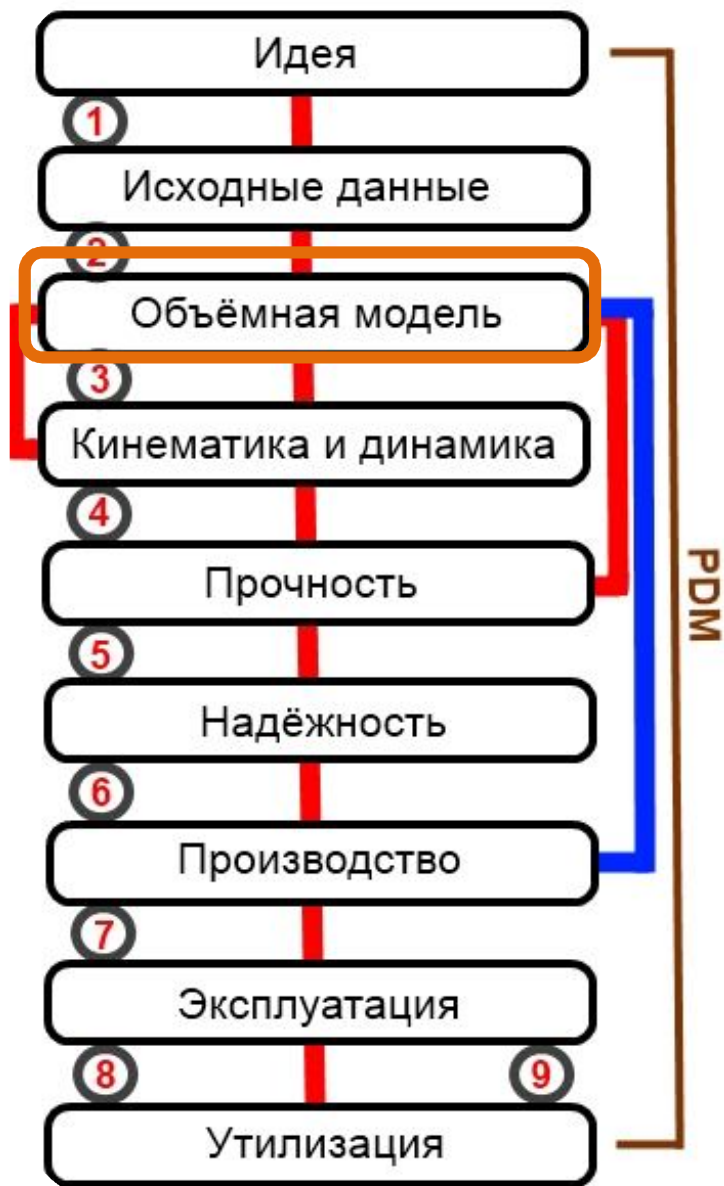 Идея
1
Исходные данные
2
Объёмная модель
3
Кинематика и динамика
4
Прочность
PDM
5
Надёжность
6
Производство
7
Эксплуатация
8
9
Утилизация